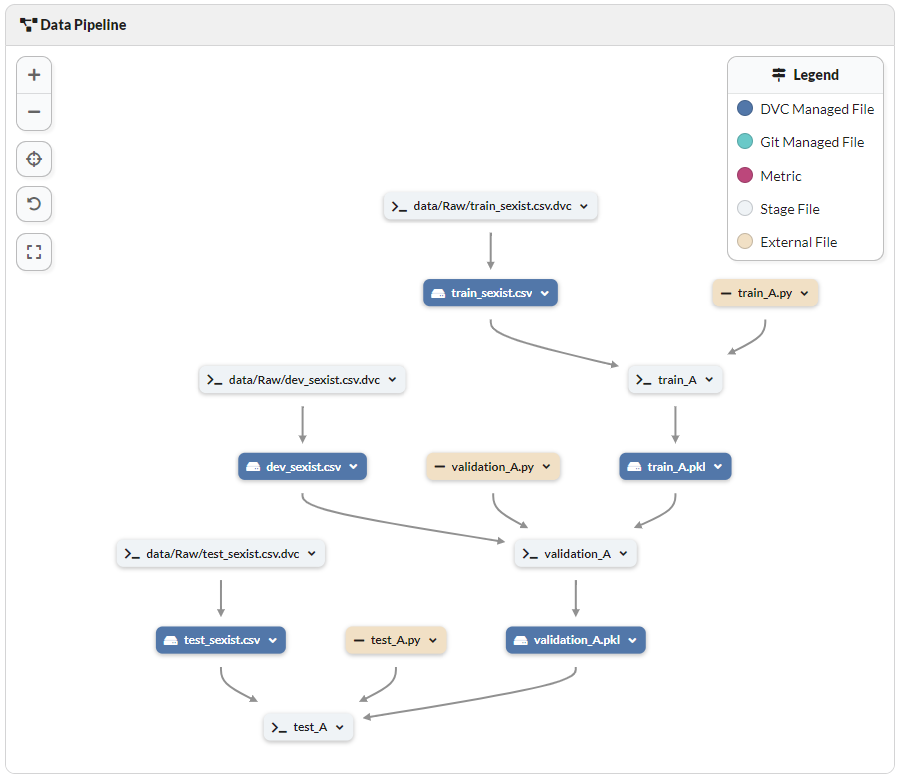 Data Pipeline
Legend
DVC Managed File
Git Managed File
Metric
Stage File
External File
data/Raw/train_sexist.csv.dvc
train_sexist.csv
train_A.py
data/Raw/dev_sexist.csv.dvc
train_A
dev_sexist.csv
validation_A.py
train_A.pkl
data/Raw/test_sexist.csv.dvc
validation_A
test_sexist.csv
test_A.py
validation_A.pkl
test_A